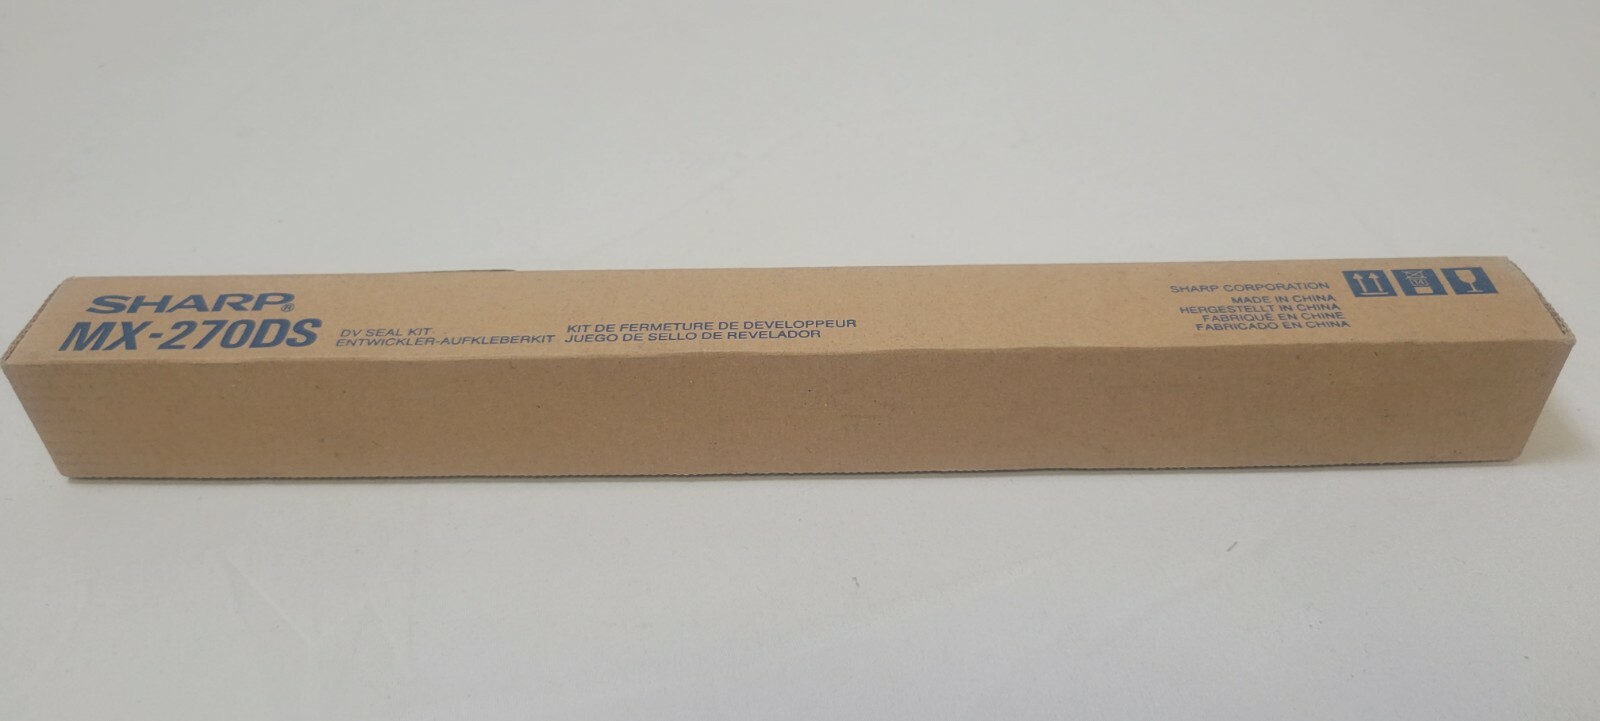 SHARP®
MX-270DS
DV SEAL KIT
ENTWICKLER-AUFKLEBERKIT
KIT DE FERMETURE DE DEVELOPPEUR
JUEGO DE SELLO DE REVELADOR
SHARP CORPORATION
MADE IN CHINA
HERGESTELLT IN CHINA
FABRIQUÉ EN CHINE
FABRICADO EN CHINA